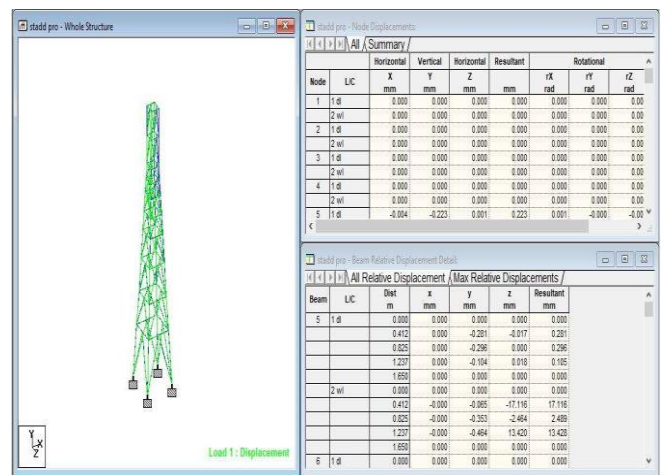 stadd pro - Whole Structure
Y
X
Z
Load 1 : Displacement
stadd pro - Node Displacements:
All Summary
Horizontal Vertical Horizontal Resultant Rotational
Node L/C X mm Y mm Z mm mm rX rad rY rad rZ rad
1 1 dl 0.000 0.000 0.000 0.000 0.000 0.000 0.00
2 wl 0.000 0.000 0.000 0.000 0.000 0.000 0.00
2 1 dl 0.000 0.000 0.000 0.000 0.000 0.000 0.00
2 wl 0.000 0.000 0.000 0.000 0.000 0.000 0.00
3 1 dl 0.000 0.000 0.000 0.000 0.000 0.000 0.00
2 wl 0.000 0.000 0.000 0.000 0.000 0.000 0.00
4 1 dl 0.000 0.000 0.000 0.000 0.000 0.000 0.00
2 wl 0.000 0.000 0.000 0.000 0.000 0.000 0.00
5 1 dl -0.004 -0.223 0.001 0.223 0.001 -0.000 -0.00
stadd pro - Beam Relative Displacement Detail:
All Relative Displacement Max Relative Displacements
Beam L/C Dist m x mm y mm z mm Resultant mm
5 1 dl 0.000 0.000 0.000 0.000 0.000
0.412 0.000 -0.281 -0.017 0.281
0.825 0.000 -0.296 0.000 0.296
1.237 0.000 -0.104 0.018 0.105
1.650 0.000 0.000 0.000 0.000
2 wl 0.000 0.000 0.000 0.000 0.000
0.412 -0.000 -0.065 -17.116 17.116
0.825 -0.000 -0.353 -2.464 2.489
1.237 -0.000 -0.464 13.420 13.428
1.650 0.000 0.000 0.000 0.000
6 1 dl 0.000 0.000 0.000 0.000 0.000